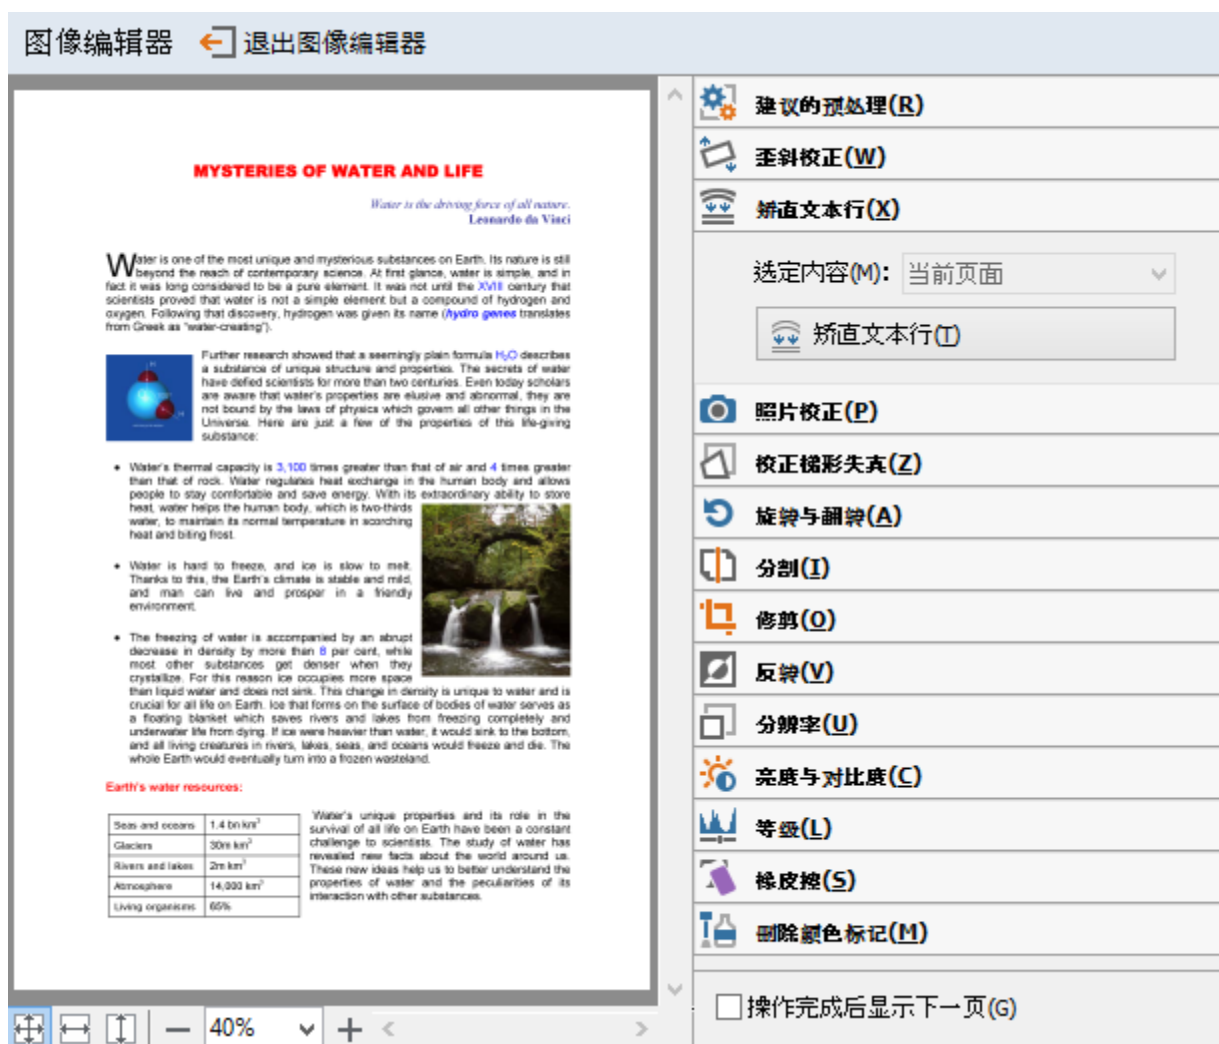 图像编辑器 退出图像编辑器
MYSTERIES OF WATER AND LIFE
Water is the driving force of all nature.
Leonardo da Vinci
Water is one of the most unique and mysterious substances on Earth. Its nature is still
beyond the reach of contemporary science. At first glance, water is simple, and in
fact it was long considered to be a pure element. It was not until the XVIII century that
scientists proved that water is not a simple element but a compound of hydrogen and
oxygen. Following that discovery, hydrogen was given its name (hydro genes translates
from Greek as "water-creating").
Further research showed that a seemingly plain formula H₂O describes
a substance of unique structure and properties. The secrets of water
have defied scientists for more than two centuries. Even today scholars
are aware that water's properties are elusive and abnormal, they are
not bound by the laws of physics which govern all other things in the
Universe. Here are just a few of the properties of this life-giving
substance:
• Water's thermal capacity is 3,100 times greater than that of air and 4 times greater
than that of rock. Water regulates heat exchange in the human body and allows
people to stay comfortable and save energy. With its extraordinary ability to store
heat, water helps the human body, which is two-thirds
water, to maintain its normal temperature in scorching
heat and biting frost.
• Water is hard to freeze, and ice is slow to melt.
Thanks to this, the Earth's climate is stable and mild,
and man can live and prosper in a friendly
environment.
• The freezing of water is accompanied by an abrupt
decrease in density by more than 8 per cent, while
most other substances get denser when they
crystallize. For this reason ice occupies more space
than liquid water and does not sink. This change in density is unique to water and is
crucial for all life on Earth. Ice that forms on the surface of bodies of water serves as
a floating blanket which saves rivers and lakes from freezing completely and
underwater life from dying. If ice were heavier than water, it would sink to the bottom,
and all living creatures in rivers, lakes, seas, and oceans would freeze and die. The
whole Earth would eventually turn into a frozen wasteland.
Earth's water resources:
Seas and oceans 1.4 bn km³
Glaciers 30m km³
Rivers and lakes 2m km³
Atmosphere 14,000 km³
Living organisms 65%
Water's unique properties and its role in the
survival of all life on Earth have been a constant
challenge to scientists. The study of water has
revealed new facts about the world around us.
These new ideas help us to better understand the
properties of water and the peculiarities of its
interaction with other substances.
40%
建议的预处理(R)
歪斜校正(W)
矫直文本行(X)
选定内容(M): 当前页面
矫直文本行(T)
照片校正(P)
校正梯形失真(Z)
旋转与翻转(A)
分割(I)
修剪(O)
反转(V)
分辨率(U)
亮度与对比度(C)
等级(L)
橡皮擦(S)
删除颜色标记(M)
操作完成后显示下一页(G)